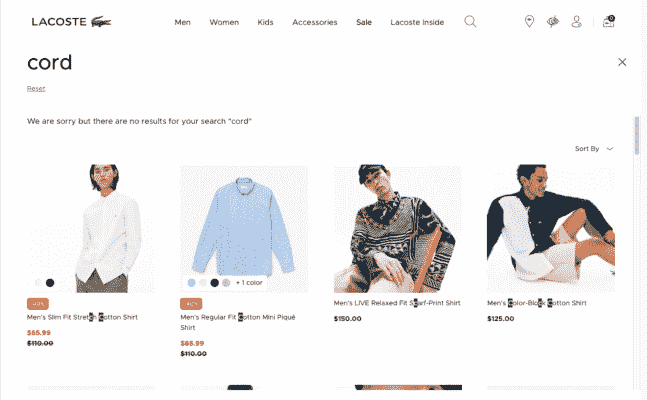 LACOSTE
Men Women Kids Accessories Sale Lacoste Inside
0
cord
Reset
We are sorry but there are no results for your search "cord"
Sort By
+ 1 color
Men's Slim Fit Stretch Cotton Shirt
$65.99
$110.00
Men's Regular Fit Cotton Mini Piqué
Shirt
$65.99
$110.00
Men's LIVE Relaxed Fit Scarf-Print Shirt
$150.00
Men's Color-Block Cotton Shirt
$125.00